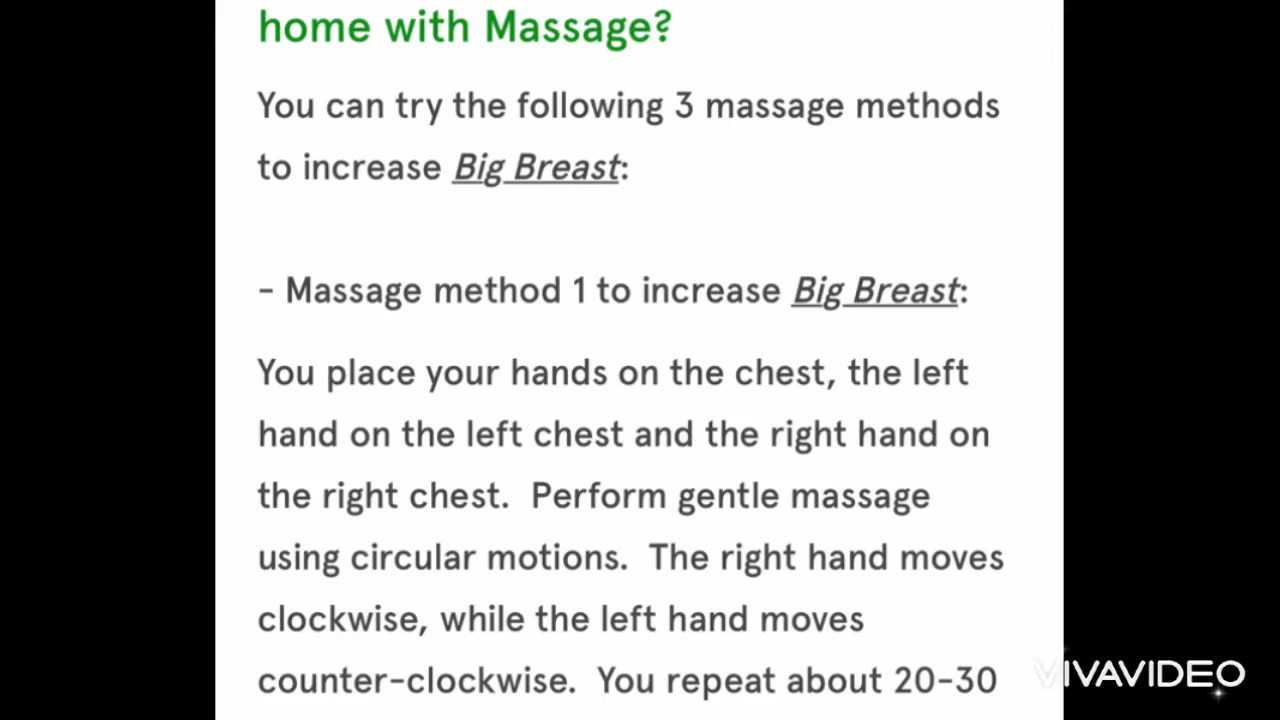 home with Massage?
You can try the following 3 massage methods
to increase Big Breast:
- Massage method 1 to increase Big Breast:
You place your hands on the chest, the left
hand on the left chest and the right hand on
the right chest.  Perform gentle massage
using circular motions.  The right hand moves
clockwise, while the left hand moves
counter-clockwise.  You repeat about 20-30
VIVAVIDEO